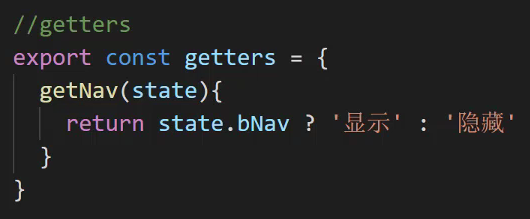 //getters
export const getters = {
  getNav(state){
    return state.bNav ? '显示' : '隐藏'
  }
}